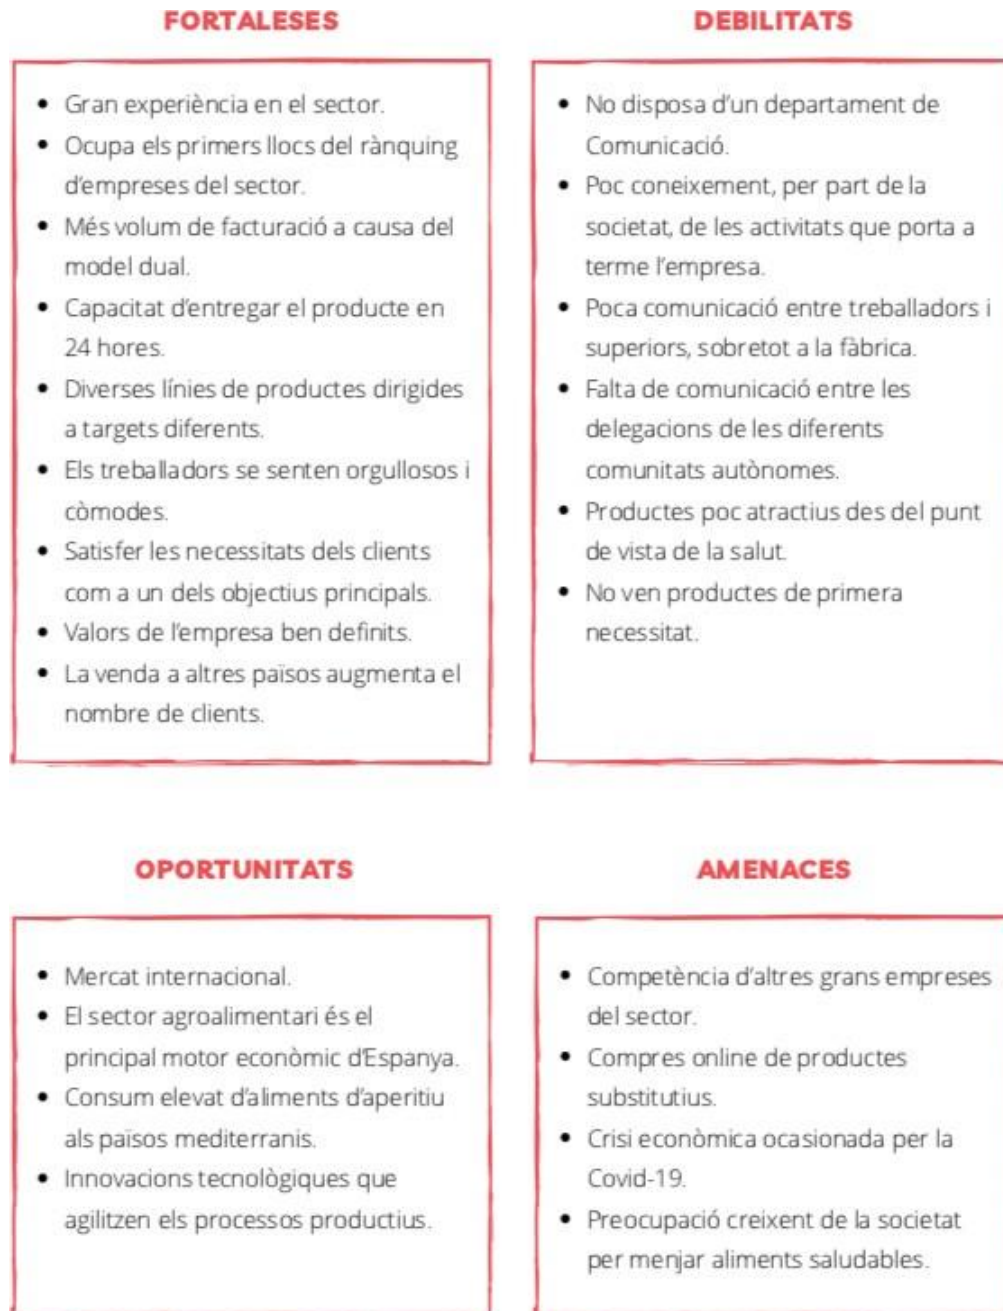 FORTALESES
• Gran experiència en el sector.
• Ocupa els primers llocs del rànquing
d'empreses del sector.
• Més volum de facturació a causa del
model dual.
• Capacitat d'entregar el producte en
24 hores.
• Diverses línies de productes dirigides
a targets diferents.
• Els treballadors se senten orgullosos i
còmodes.
• Satisfer les necessitats dels clients
com a un dels objectius principals.
• Valors de l'empresa ben definits.
• La venda a altres països augmenta el
nombre de clients.
DEBILITATS
• No disposa d'un departament de
Comunicació.
• Poc coneixement, per part de la
societat, de les activitats que porta a
terme l'empresa.
• Poca comunicació entre treballadors i
superiors, sobretot a la fàbrica.
• Falta de comunicació entre les
delegacions de les diferents
comunitats autònomes.
• Productes poc atractius des del punt
de vista de la salut.
• No ven productes de primera
necessitat.
OPORTUNITATS
• Mercat internacional.
• El sector agroalimentari és el
principal motor econòmic d'Espanya.
• Consum elevat d'aliments d'aperitiu
als països mediterranis.
• Innovacions tecnològiques que
agilitzen els processos productius.
AMENACES
• Competència d'altres grans empreses
del sector.
• Compres online de productes
substitutius.
• Crisi econòmica ocasionada per la
Covid-19.
• Preocupació creixent de la societat
per menjar aliments saludables.